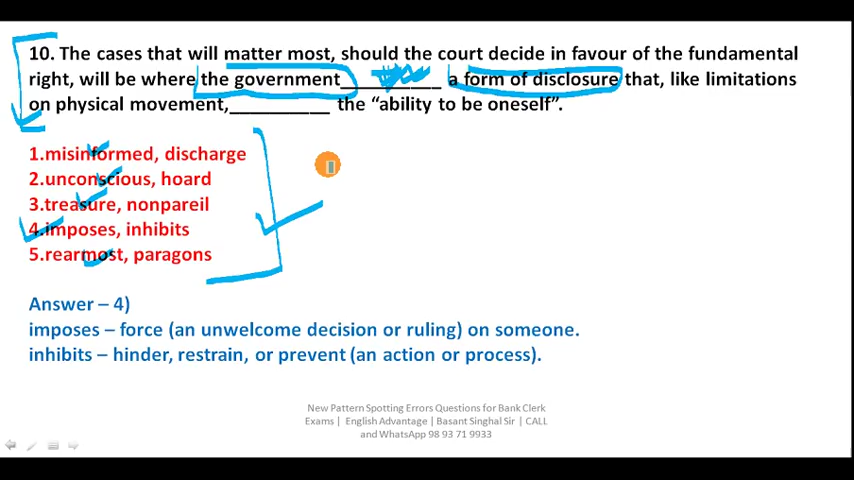 10. The cases that will matter most, should the court decide in favour of the fundamental
right, will be where the government__________ a form of disclosure that, like limitations
on physical movement,__________ the “ability to be oneself”.
1.misinformed, discharge
2.unconscious, hoard
3.treasure, nonpareil
4.imposes, inhibits
5.rearmost, paragons
Answer – 4)
imposes – force (an unwelcome decision or ruling) on someone.
inhibits – hinder, restrain, or prevent (an action or process).
New Pattern Spotting Errors Questions for Bank Clerk
Exams | English Advantage | Basant Singhal Sir | CALL
and WhatsApp 98 93 71 9933